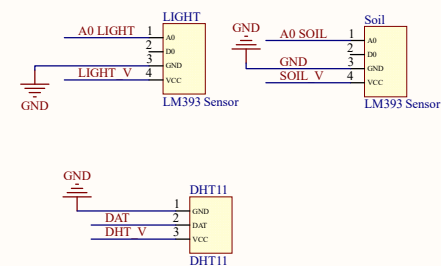 LIGHT
A0 LIGHT 1 A0
2 D0
3 GND
LIGHT_V 4 VCC
GND
LM393 Sensor
Soil
GND
A0 SOIL 1 A0
2 D0
GND 3 GND
SOIL_V 4 VCC
LM393 Sensor
GND
DHT11
1 GND
DAT 2 DAT
DHT_V 3 VCC
DHT11